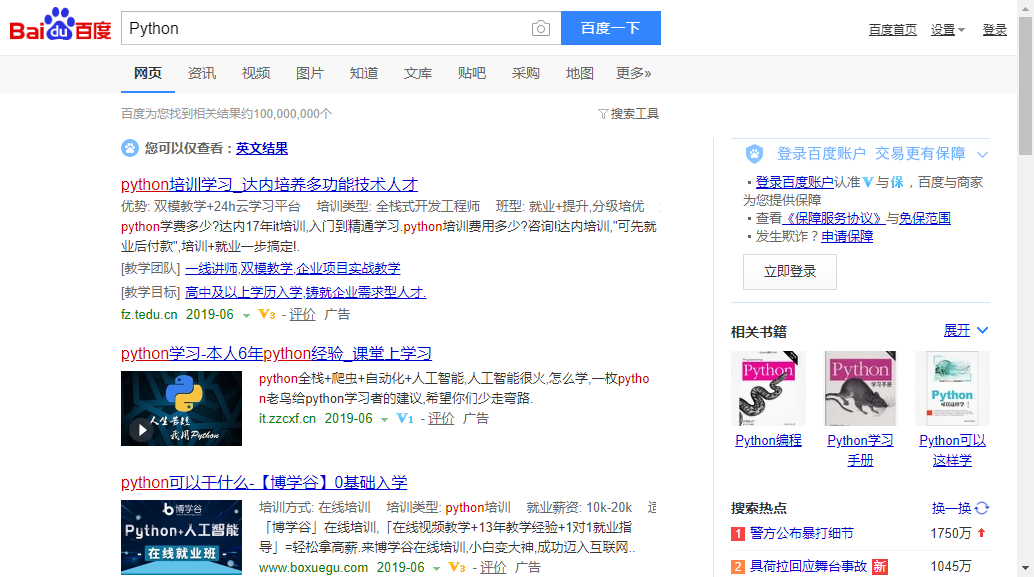 Bai du 百度
Python
百度一下
百度首页 设置 登录
网页 资讯 视频 图片 知道 文库 贴吧 采购 地图 更多»
百度为您找到相关结果约100,000,000个
搜索工具
您可以仅查看：英文结果
python培训学习_达内培养多功能技术人才
优势: 双模教学+24h云学习平台 培训类型: 全栈式开发工程师 班型: 就业+提升,分级培优
python学费多少?达内17年it培训,入门到精通学习.python培训费用多少?咨询!达内培训,"可先就
业后付款",培训+就业一步搞定!.
[教学团队] 一线讲师,双模教学,企业项目实战教学
[教学目标] 高中及以上学历入学,铸就企业需求型人才.
fz.tedu.cn 2019-06 V3 - 评价 广告
python学习-本人6年python经验_课堂上学习
人生苦短
我用Python
python全栈+爬虫+自动化+人工智能,人工智能很火,怎么学,一枚pytho
n老鸟给python学习者的建议,希望你们少走弯路.
it.zzcxf.cn 2019-06 V1 - 评价 广告
python可以干什么-【博学谷】0基础入学
博学谷
Python+人工智能
- 在线就业班 -
培训方式: 在线培训 培训类型: python培训 就业薪资: 10k-20k
「博学谷」在线培训,「在线视频教学+13年教学经验+1对1就业指
导」=轻松拿高薪.来博学谷在线培训,小白变大神,成功迈入互联网..
www.boxuegu.com 2019-06 V3 - 评价 广告
登录百度账户 交易更有保障
· 登录百度账户认准V与保，百度与商家
为您提供保障
· 查看《保障服务协议》与免保范围
· 发生欺诈？申请保障
立即登录
相关书籍 展开
Python
Python
学习手册
Python
可以这样学
Python编程
Python学习
手册
Python可以
这样学
搜索热点 换一换
1 警方公布暴打细节 1750万
2 具荷拉回应舞台事故 新 1045万